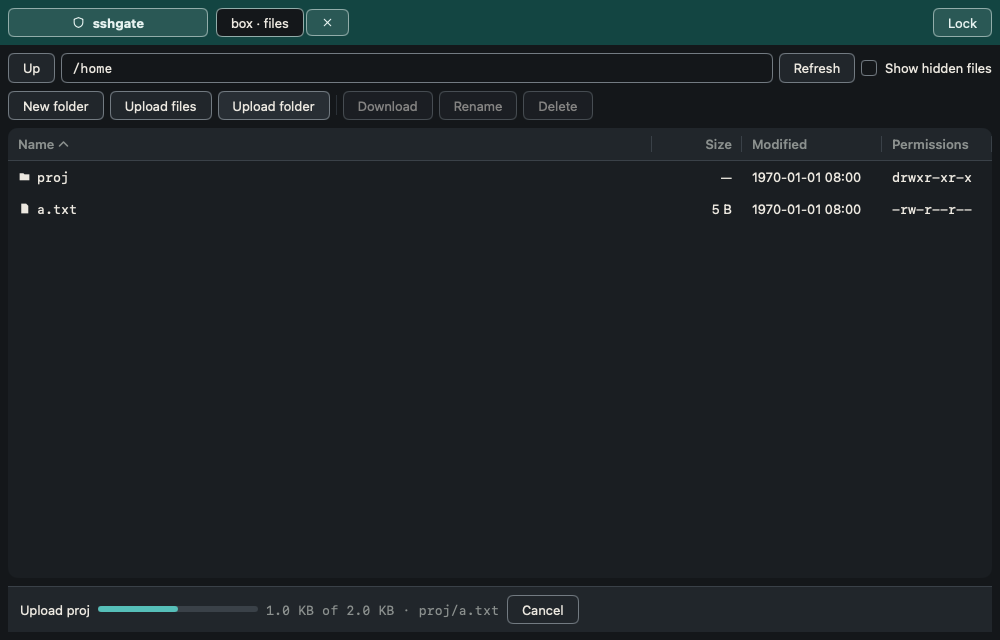 sshgate box · files × Lock
Up /home Refresh Show hidden files
New folder Upload files Upload folder Download Rename Delete
Name Size Modified Permissions
proj — 1970-01-01 08:00 drwxr-xr-x
a.txt 5 B 1970-01-01 08:00 -rw-r--r--
Upload proj 1.0 KB of 2.0 KB · proj/a.txt Cancel